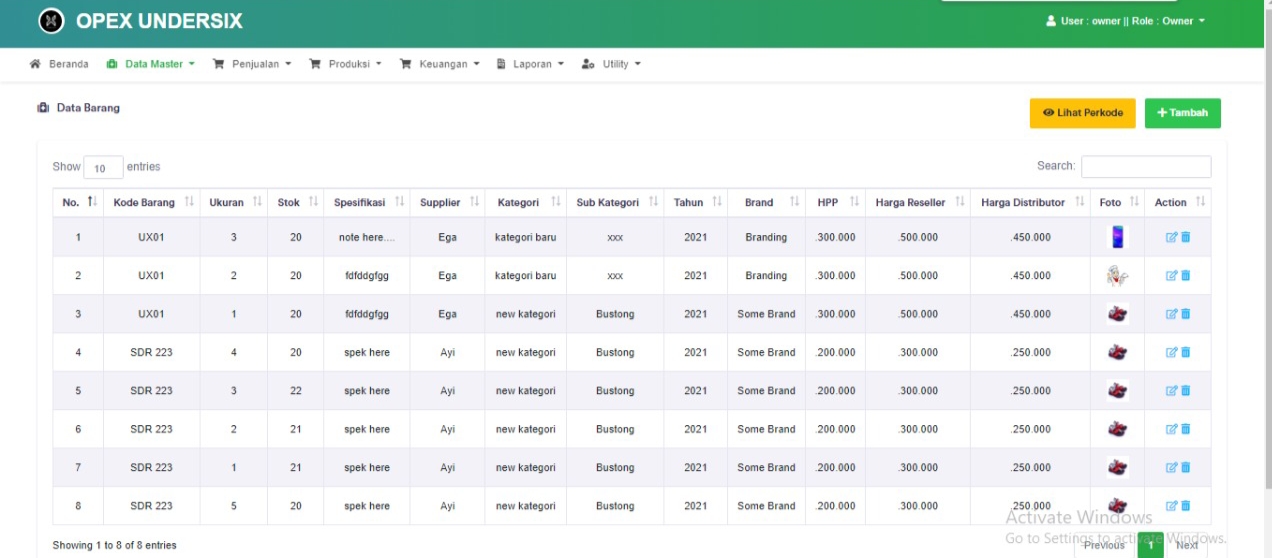 OPEX UNDERSIX
User : owner || Role : Owner
Beranda Data Master Penjualan Produksi Keuangan Laporan Utility
Data Barang
Lihat Perkode Tambah
Show 10 entries Search:
No. Kode Barang Ukuran Stok Spesifikasi Supplier Kategori Sub Kategori Tahun Brand HPP Harga Reseller Harga Distributor Foto Action
1 UX01 3 20 note here.... Ega kategori baru xxx 2021 Branding .300.000 .500.000 .450.000
2 UX01 2 20 fdfddgfgg Ega kategori baru xxx 2021 Branding .300.000 .500.000 .450.000
3 UX01 1 20 fdfddgfgg Ega new kategori Bustong 2021 Some Brand .300.000 .500.000 .450.000
4 SDR 223 4 20 spek here Ayi new kategori Bustong 2021 Some Brand .200.000 .300.000 .250.000
5 SDR 223 3 22 spek here Ayi new kategori Bustong 2021 Some Brand .200.000 .300.000 .250.000
6 SDR 223 2 21 spek here Ayi new kategori Bustong 2021 Some Brand .200.000 .300.000 .250.000
7 SDR 223 1 21 spek here Ayi new kategori Bustong 2021 Some Brand .200.000 .300.000 .250.000
8 SDR 223 5 20 spek here Ayi new kategori Bustong 2021 Some Brand .200.000 .300.000 .250.000
Activate Windows
Go to Settings to activate Windows.
Showing 1 to 8 of 8 entries Previous 1 Next